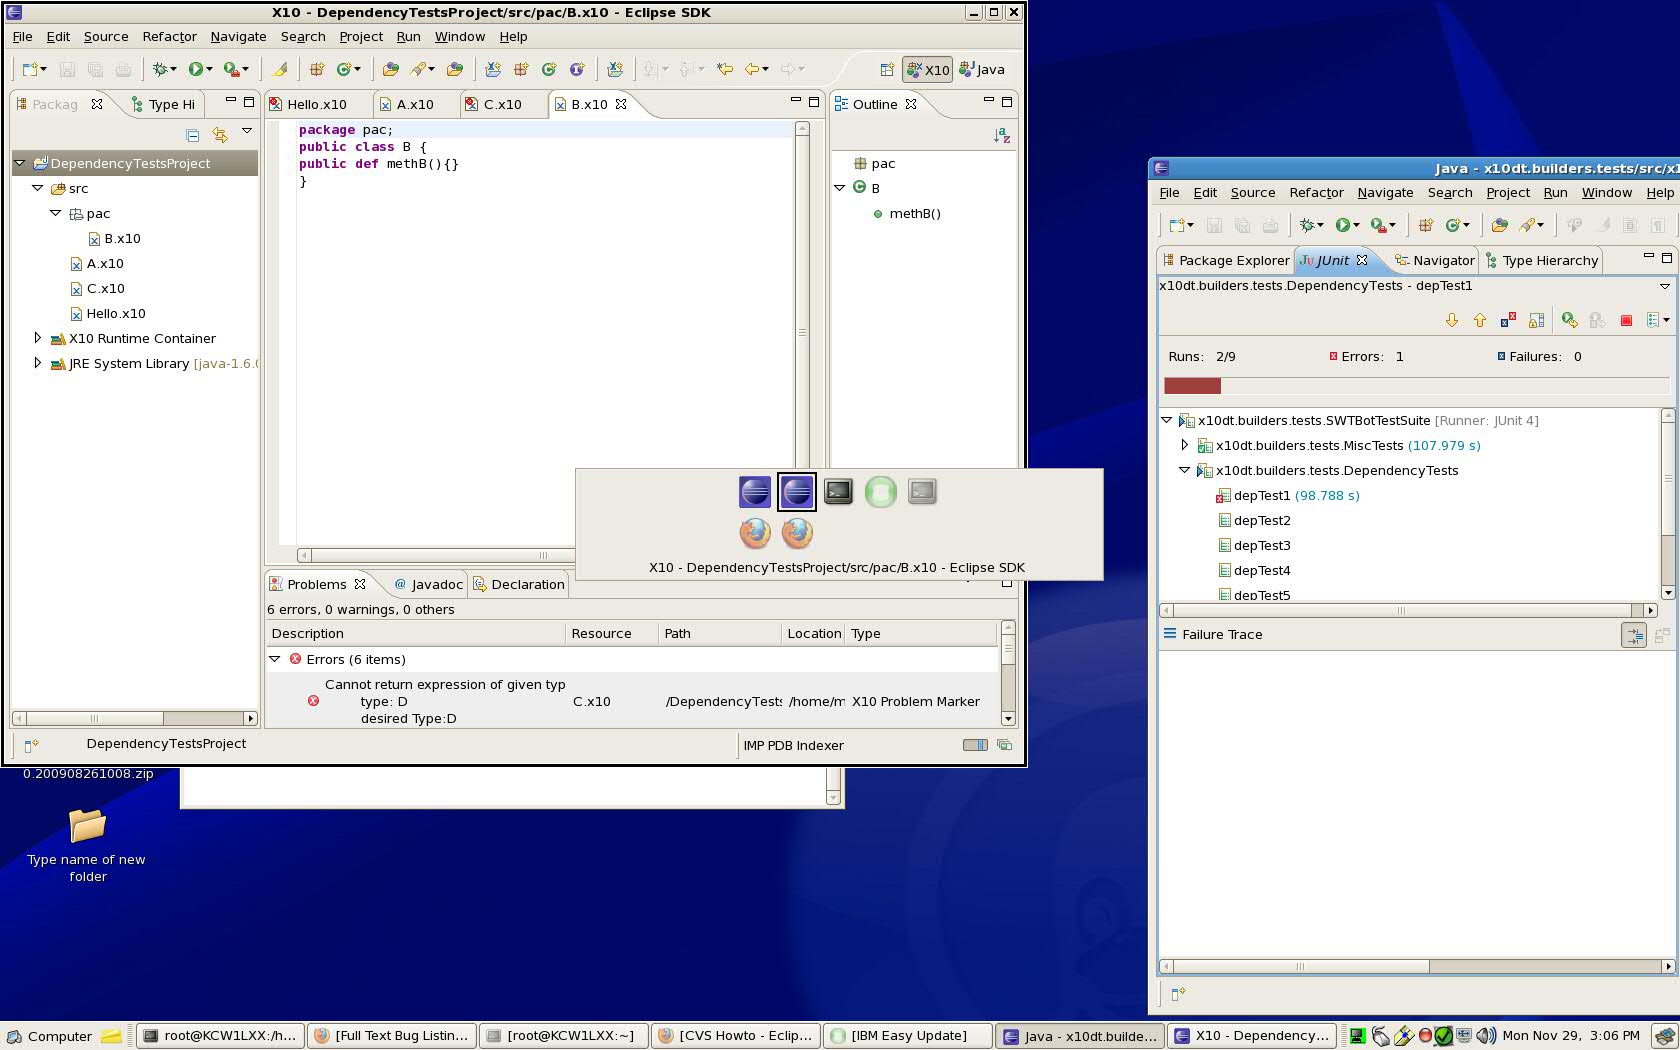 X10 - DependencyTestsProject/src/pac/B.x10 - Eclipse SDK
File Edit Source Refactor Navigate Search Project Run Window Help
X10 Java
Packag Type Hi
Hello.x10 A.x10 C.x10 B.x10
Outline
DependencyTestsProject
src
pac
B.x10
A.x10
C.x10
Hello.x10
X10 Runtime Container
JRE System Library [java-1.6.0
package pac;
public class B {
public def methB(){}
}
pac
B
methB()
X10 - DependencyTestsProject/src/pac/B.x10 - Eclipse SDK
Problems Javadoc Declaration
6 errors, 0 warnings, 0 others
Description Resource Path Location Type
Errors (6 items)
Cannot return expression of given typ
type: D C.x10 /DependencyTests /home/m X10 Problem Marker
desired Type:D
DependencyTestsProject IMP PDB Indexer
0.200908261008.zip
Type name of new
folder
Java - x10dt.builders.tests/src/x1
File Edit Source Refactor Navigate Search Project Run Window Help
Package Explorer JUnit Navigator Type Hierarchy
x10dt.builders.tests.DependencyTests - depTest1
Runs: 2/9 Errors: 1 Failures: 0
x10dt.builders.tests.SWTBotTestSuite [Runner: JUnit 4]
x10dt.builders.tests.MiscTests (107.979 s)
x10dt.builders.tests.DependencyTests
depTest1 (98.788 s)
depTest2
depTest3
depTest4
depTest5
Failure Trace
Computer root@KCW1LXX:/h... [Full Text Bug Listin... [root@KCW1LXX:~] [CVS Howto - Eclip... [IBM Easy Update] Java - x10dt.builde... X10 - Dependency... Mon Nov 29, 3:06 PM